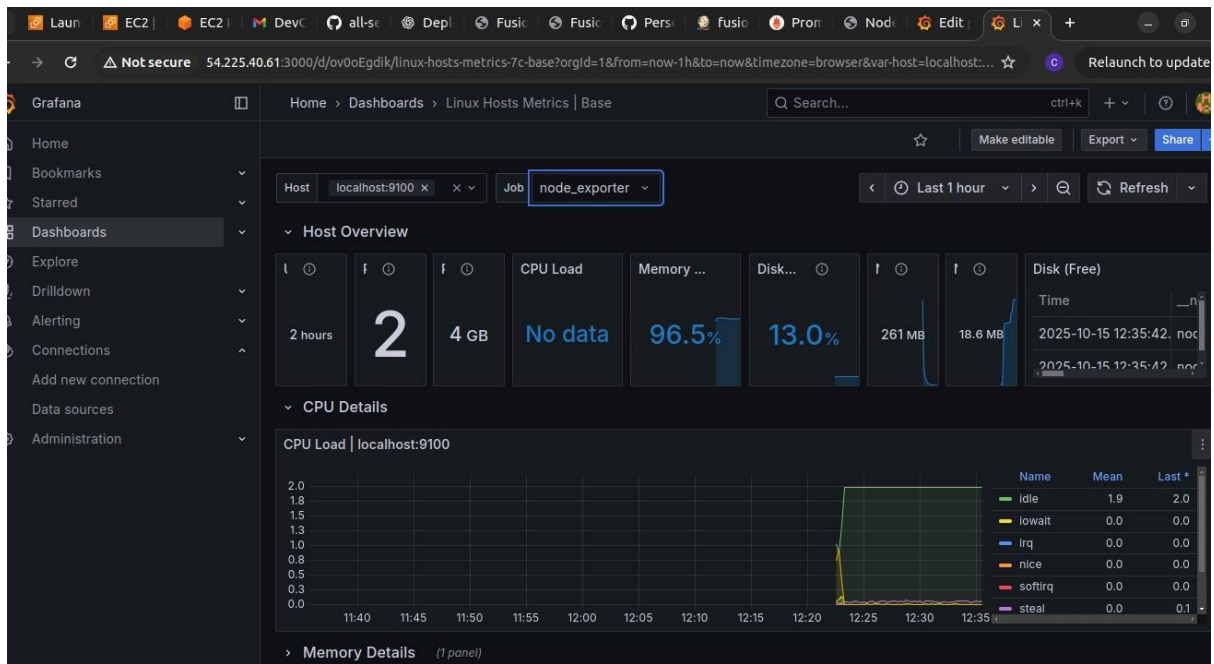 Laun EC2 | EC2 I DevC all-se Depl Fusic Fusic Perso fusio Prom Node Edit | Li × +
Not secure 54.225.40.61:3000/d/ov0oEgdik/linux-hosts-metrics-7c-base?orgId=1&from=now-1h&to=now&timezone=browser&var-host=localhost:... Relaunch to update
Grafana Home › Dashboards › Linux Hosts Metrics | Base Search... ctrl+k
Home Make editable Export Share
Bookmarks
Host localhost:9100 × Job node_exporter Last 1 hour Refresh
Starred
Dashboards
Host Overview
Explore
CPU Load Memory ... Disk... Disk (Free)
Drilldown
Time
Alerting
2 hours 2 4 GB No data 96.5% 13.0% 261 MB 18.6 MB 2025-10-15 12:35:42.
Connections
2025-10-15 12:35:42
Add new connection
Data sources
CPU Details
Administration
CPU Load | localhost:9100
Name Mean Last *
2.0
idle 1.9 2.0
1.8
1.5
iowait 0.0 0.0
1.3
irq 0.0 0.0
1.0
0.8
nice 0.0 0.0
0.5
softirq 0.0 0.0
0.3
0.0
steal 0.0 0.1
11:40 11:45 11:50 11:55 12:00 12:05 12:10 12:15 12:20 12:25 12:30 12:35
Memory Details (1 panel)